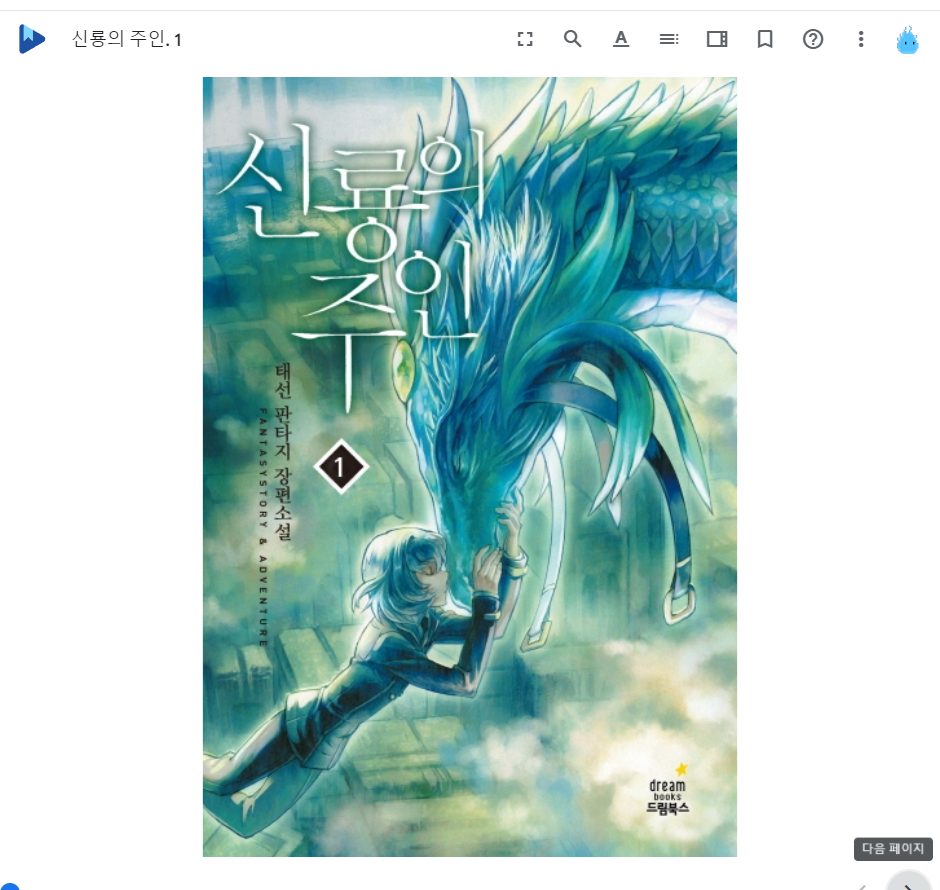 신룡의 주인. 1
신룡의
주인
태선 판타지 장편소설
FANTASYSTORY & ADVENTURE
1
dream
books
드림북스
다음 페이지